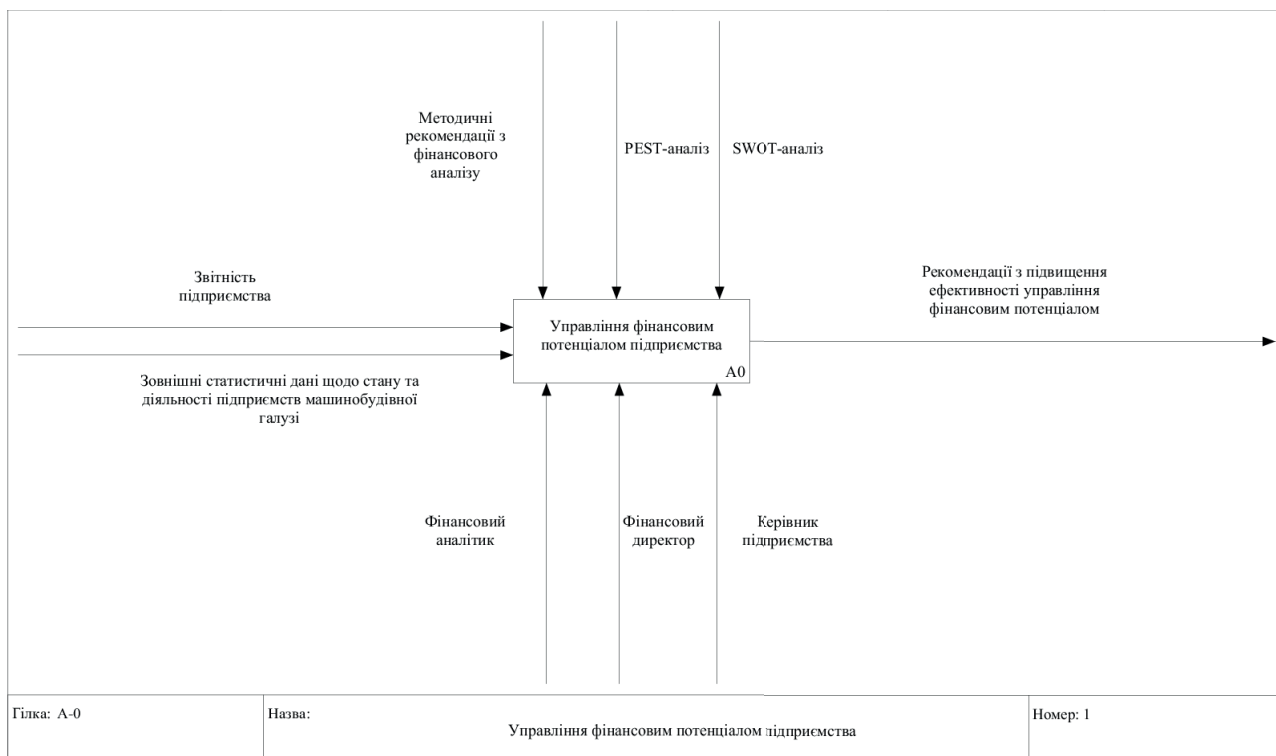 Методичні
рекомендації з
фінансового
аналізу
PEST-аналіз
SWOT-аналіз
Звітність
підприємства
Рекомендації з підвищення
ефективності управління
фінансовим потенціалом
Управління фінансовим
потенціалом підприємства
А0
Зовнішні статистичні дані щодо стану та
діяльності підприємств машинобудівної
галузі
Фінансовий
аналітик
Фінансовий
директор
Керівник
підприємства
Гілка: А-0
Назва:
Управління фінансовим потенціалом підприємства
Номер: 1